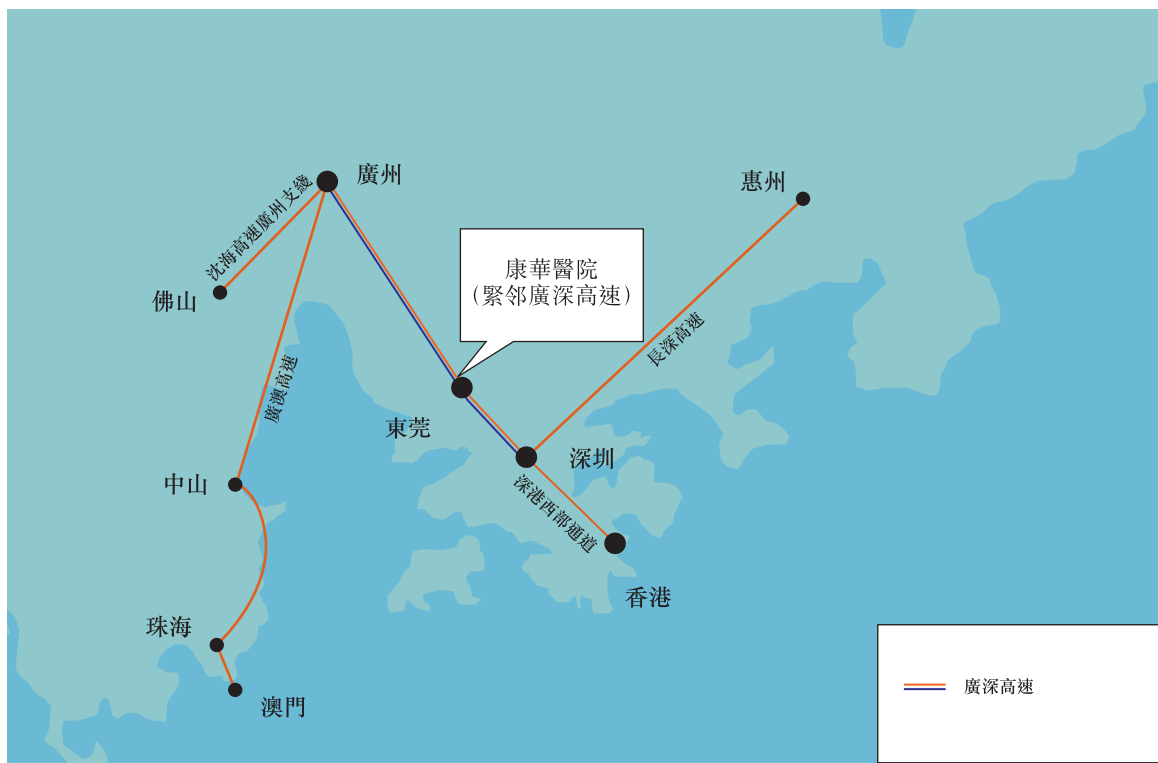 廣州
惠州
沈海高速廣州支綫
康華醫院
（緊邻廣深高速）
佛山
長深高速
廣澳高速
東莞
深圳
中山
深港西部通道
香港
珠海
廣深高速
澳門